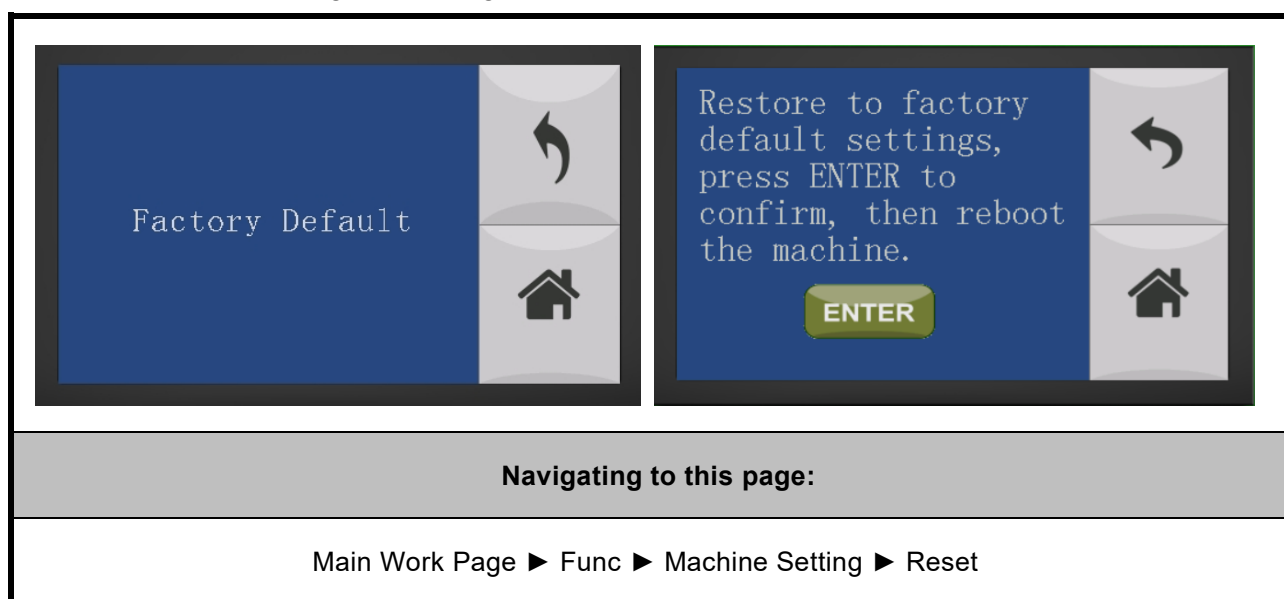 Factory Default
Restore to factory
default settings,
press ENTER to
confirm, then reboot
the machine.
ENTER
Navigating to this page:
Main Work Page ► Func ► Machine Setting ► Reset